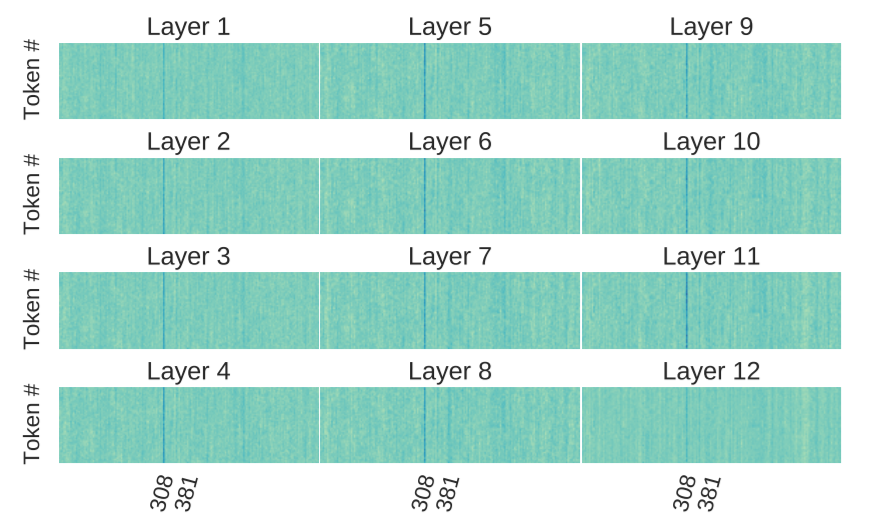 Layer 1 Layer 5 Layer 9
Token #
Layer 2 Layer 6 Layer 10
Token #
Layer 3 Layer 7 Layer 11
Token #
Layer 4 Layer 8 Layer 12
Token #
308 381 308 381 308 381